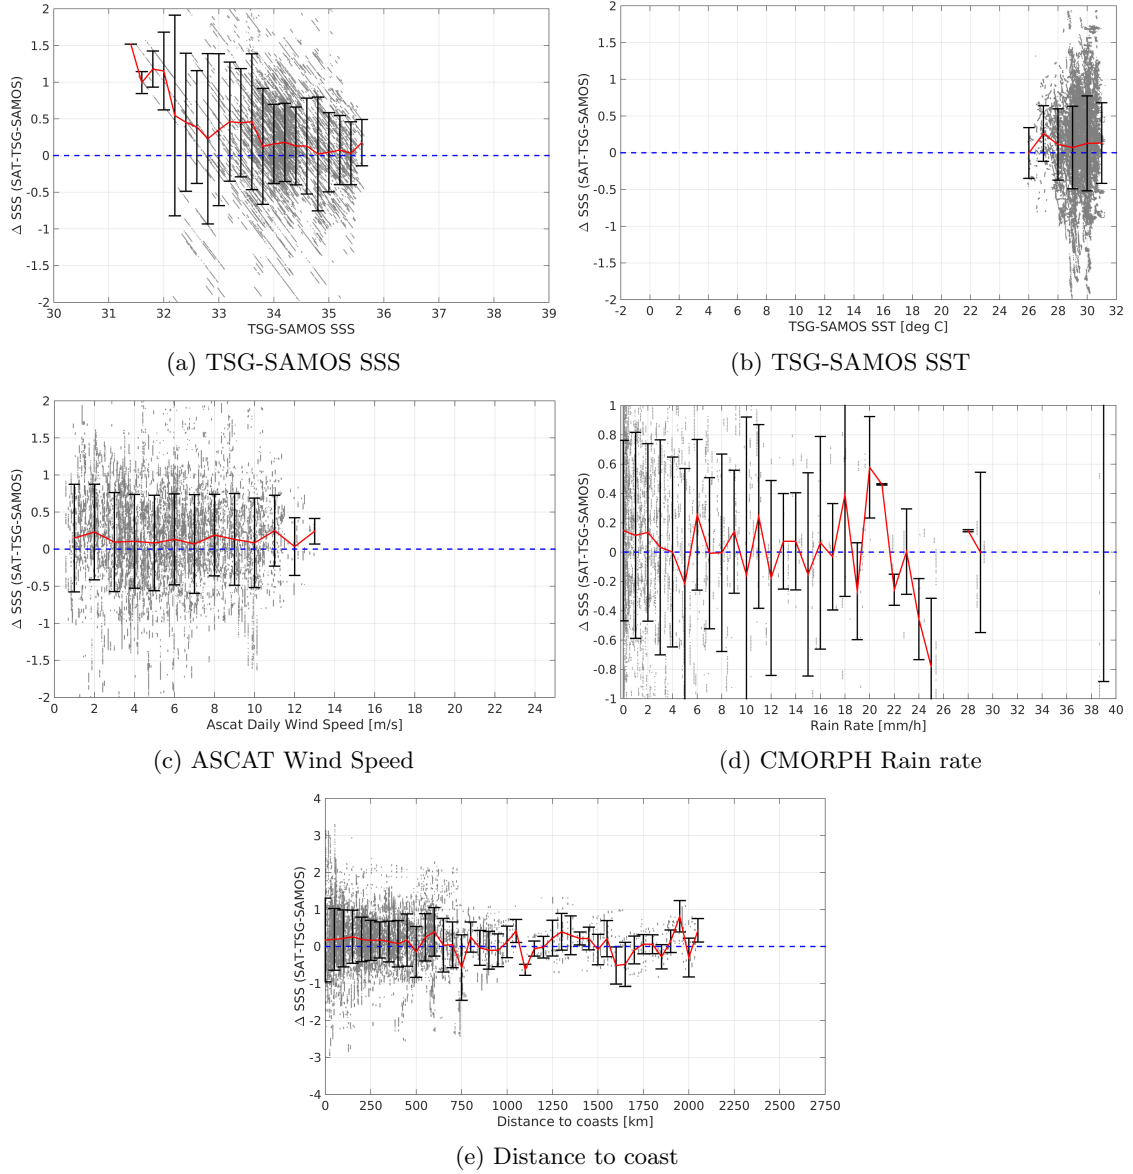 2
1.5
1
0.5
0
-0.5
-1
-1.5
-2
Δ SSS (SAT-TSG-SAMOS)
30 31 32 33 34 35 36 37 38 39
TSG-SAMOS SSS
(a) TSG-SAMOS SSS
2
1.5
1
0.5
0
-0.5
-1
-1.5
-2
Δ SSS (SAT-TSG-SAMOS)
-2 0 2 4 6 8 10 12 14 16 18 20 22 24 26 28 30 32
TSG-SAMOS SST [deg C]
(b) TSG-SAMOS SST
2
1.5
1
0.5
0
-0.5
-1
-1.5
-2
Δ SSS (SAT-TSG-SAMOS)
0 2 4 6 8 10 12 14 16 18 20 22 24
Ascat Daily Wind Speed [m/s]
(c) ASCAT Wind Speed
1
0.8
0.6
0.4
0.2
0
-0.2
-0.4
-0.6
-0.8
-1
Δ SSS (SAT-TSG-SAMOS)
0 2 4 6 8 10 12 14 16 18 20 22 24 26 28 30 32 34 36 38 40
Rain Rate [mm/h]
(d) CMORPH Rain rate
4
3
2
1
0
-1
-2
-3
-4
Δ SSS (SAT-TSG-SAMOS)
0 250 500 750 1000 1250 1500 1750 2000 2250 2500 2750
Distance to coasts [km]
(e) Distance to coast